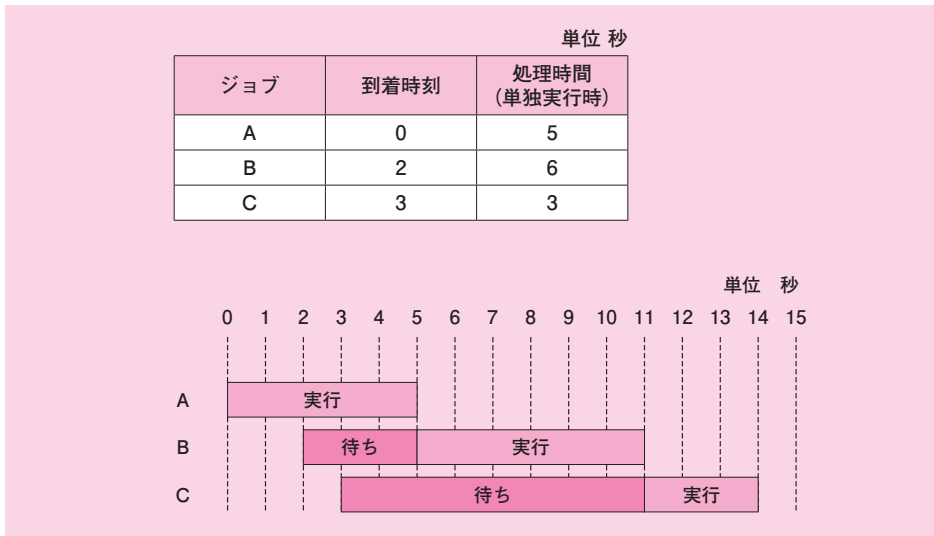 単位 秒
ジョブ 到着時刻 処理時間
(単独実行時)
A 0 5
B 2 6
C 3 3
単位 秒
0 1 2 3 4 5 6 7 8 9 10 11 12 13 14 15
A 実行
B 待ち 実行
C 待ち 実行